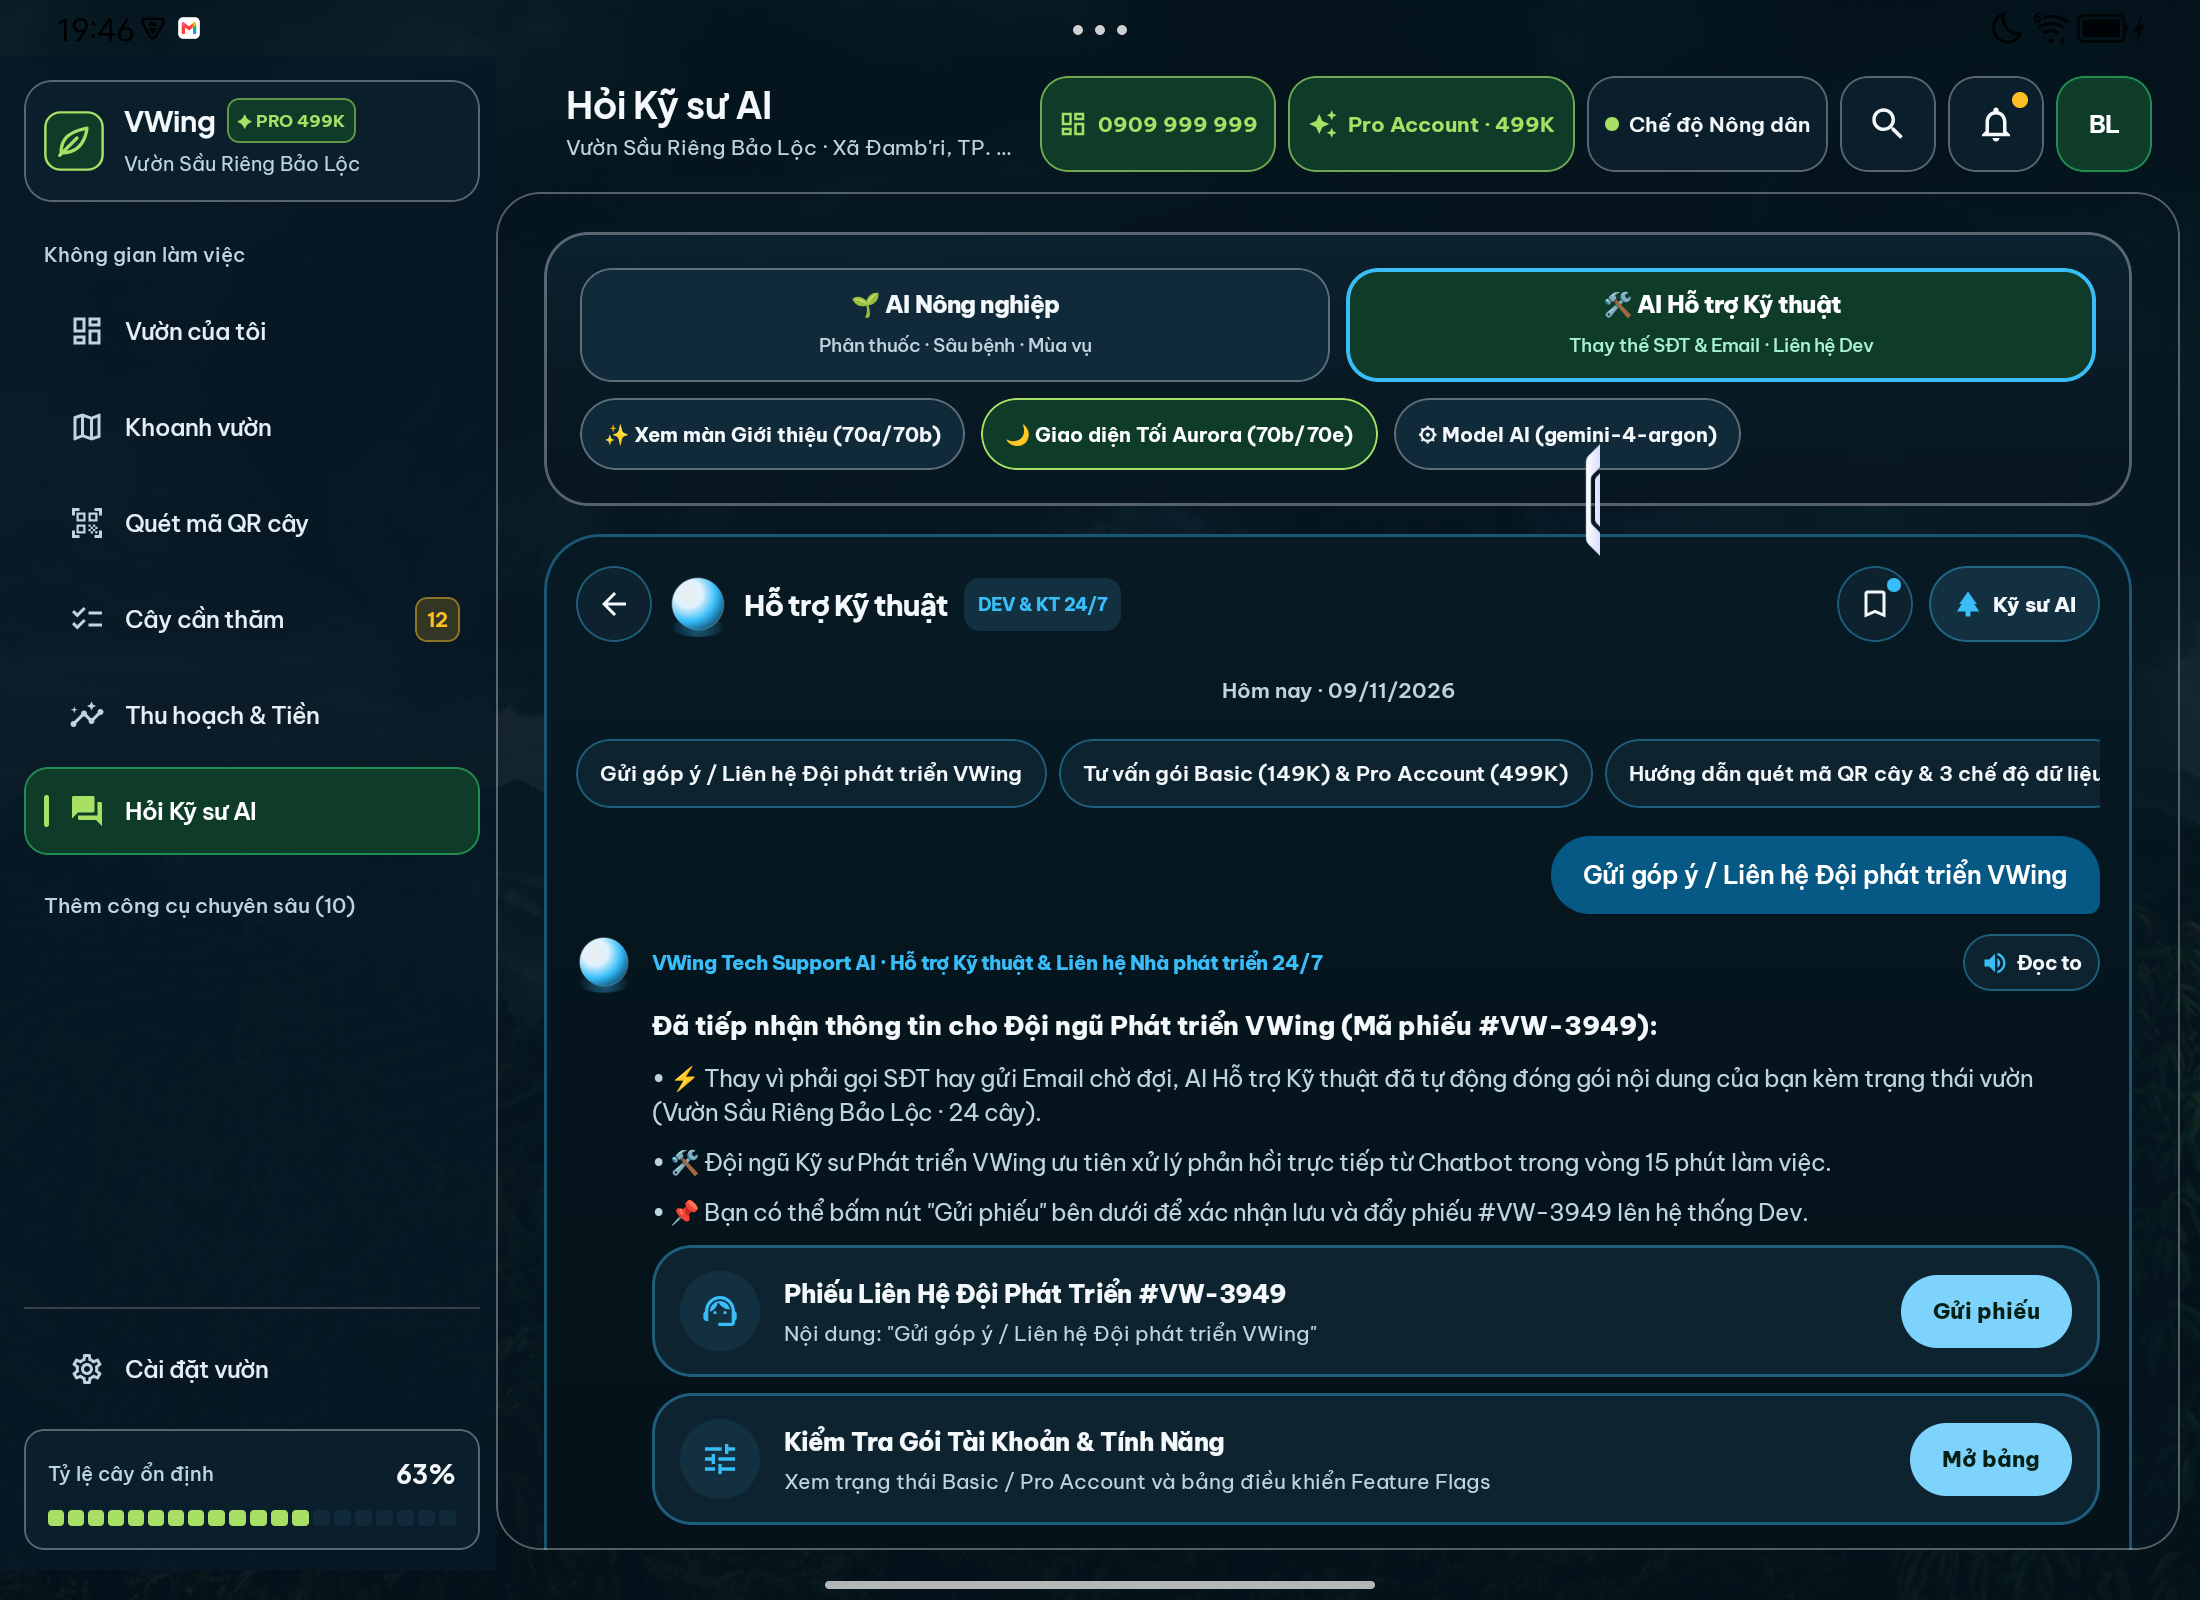 19:46
VWing
PRO 499K
Vườn Sầu Riêng Bảo Lộc
Không gian làm việc
Vườn của tôi
Khoanh vườn
Quét mã QR cây
Cây cần thăm
12
Thu hoạch & Tiền
Hỏi Kỹ sư AI
Thêm công cụ chuyên sâu (10)
Cài đặt vườn
Tỷ lệ cây ổn định
63%
Hỏi Kỹ sư AI
Vườn Sầu Riêng Bảo Lộc · Xã Đamb'ri, TP. ...
0909 999 999
Pro Account · 499K
Chế độ Nông dân
BL
🌱 AI Nông nghiệp
Phân thuốc · Sâu bệnh · Mùa vụ
🛠️ AI Hỗ trợ Kỹ thuật
Thay thế SĐT & Email · Liên hệ Dev
✨ Xem màn Giới thiệu (70a/70b)
🌙 Giao diện Tối Aurora (70b/70e)
⚙ Model AI (gemini-4-argon)
Hỗ trợ Kỹ thuật
DEV & KT 24/7
Kỹ sư AI
Hôm nay · 09/11/2026
Gửi góp ý / Liên hệ Đội phát triển VWing
Tư vấn gói Basic (149K) & Pro Account (499K)
Hướng dẫn quét mã QR cây & 3 chế độ dữ liệu
Gửi góp ý / Liên hệ Đội phát triển VWing
VWing Tech Support AI · Hỗ trợ Kỹ thuật & Liên hệ Nhà phát triển 24/7
Đọc to
Đã tiếp nhận thông tin cho Đội ngũ Phát triển VWing (Mã phiếu #VW-3949):
• ⚡ Thay vì phải gọi SĐT hay gửi Email chờ đợi, AI Hỗ trợ Kỹ thuật đã tự động đóng gói nội dung của bạn kèm trạng thái vườn
(Vườn Sầu Riêng Bảo Lộc · 24 cây).
• 🛠️ Đội ngũ Kỹ sư Phát triển VWing ưu tiên xử lý phản hồi trực tiếp từ Chatbot trong vòng 15 phút làm việc.
• 📌 Bạn có thể bấm nút "Gửi phiếu" bên dưới để xác nhận lưu và đẩy phiếu #VW-3949 lên hệ thống Dev.
Phiếu Liên Hệ Đội Phát Triển #VW-3949
Nội dung: "Gửi góp ý / Liên hệ Đội phát triển VWing"
Gửi phiếu
Kiểm Tra Gói Tài Khoản & Tính Năng
Xem trạng thái Basic / Pro Account và bảng điều khiển Feature Flags
Mở bảng